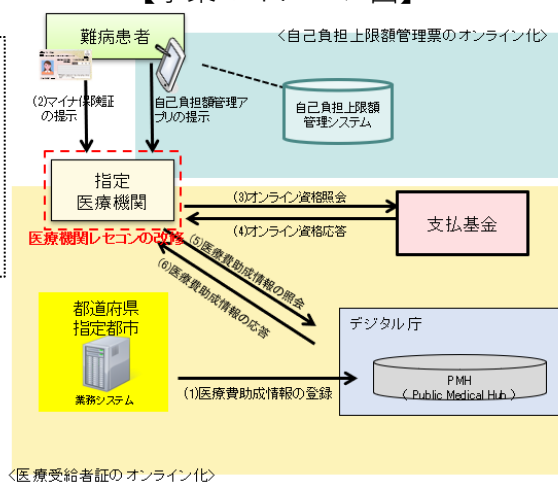 難病患者
〈自己負担上限額管理票のオンライン化〉
(2)マイナ保険証
の提示
自己負担額管理ア
プリの提示
自己負担上限額
管理システム
指定
医療機関
医療機関レセコンの改修
(3)オンライン資格照会
(4)オンライン資格応答
支払基金
(5)医療費助成情報の照会
(6)医療費助成情報の応答
都道府県
指定都市
業務システム
デジタル庁
PMH
( Public Medical Hub )
(1)医療費助成情報の登録
〈医療受給者証のオンライン化〉